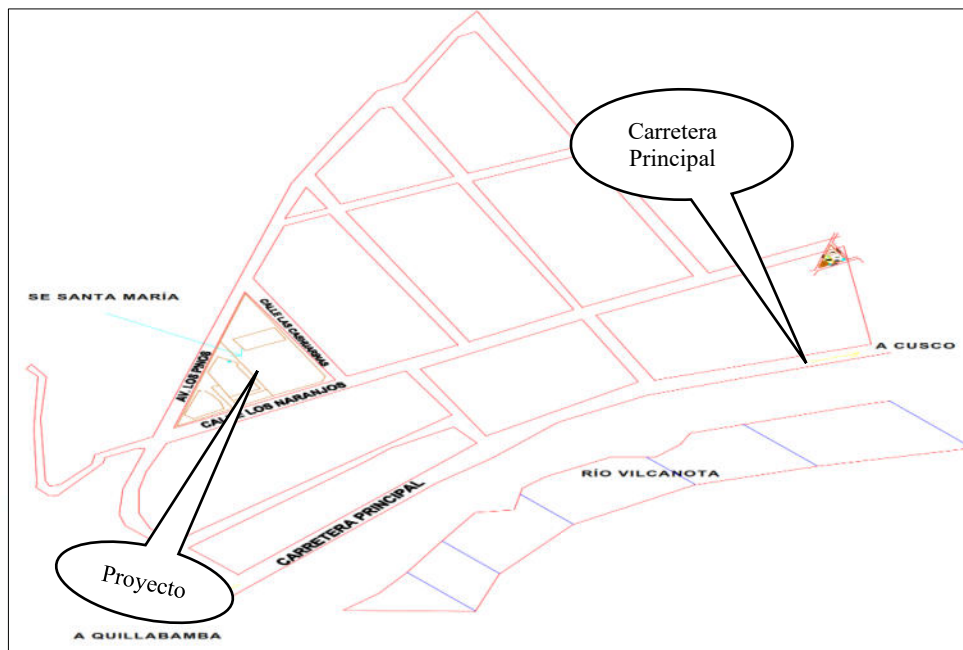 Carretera
Principal
SE SANTA MARÍA
CALLE LAS CASHUARINAS
AV. LOS PINOS
A CUSCO
CALLE LOS NARANJOS
RÍO VILCANOTA
CARRETERA PRINCIPAL
Proyecto
A QUILLABAMBA